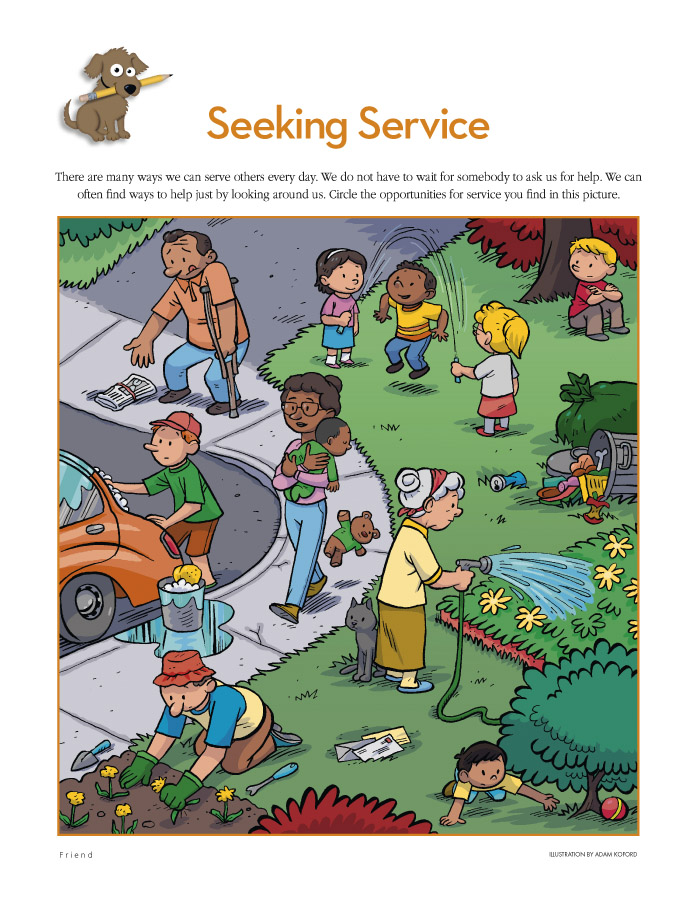 Seeking Service
There are many ways we can serve others every day. We do not have to wait for somebody to ask us for help. We can
often find ways to help just by looking around us. Circle the opportunities for service you find in this picture.
Friend
ILLUSTRATION BY ADAM KOFORD